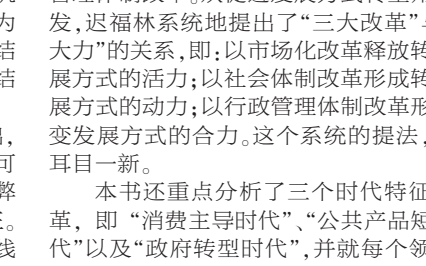 为
结
结
可
弊
。
线
发，迟福林系统地提出了“三大改革”与
大力”的关系，即：以市场化改革释放转
展方式的活力；以社会体制改革形成转
展方式的动力；以行政管理体制改革形
变发展方式的合力。这个系统的提法，
耳目一新。
本书还重点分析了三个时代特征
革，即“消费主导时代”、“公共产品短
代”以及“政府转型时代”，并就每个领